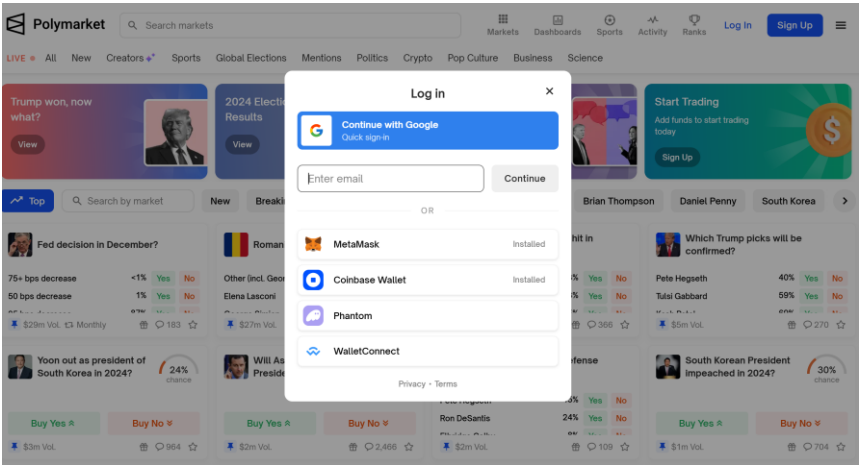 Polymarket
Search markets
Markets
Dashboards
Sports
Activity
Ranks
Log In
Sign Up
LIVE
All
New
Creators
Sports
Global Elections
Mentions
Politics
Crypto
Pop Culture
Business
Science
Trump won, now
what?
View
2024 Electi
Results
View
Start Trading
Add funds to start trading
today
Sign Up
Log in
Continue with Google
Quick sign-in
Enter email
Continue
OR
MetaMask
Installed
Coinbase Wallet
Installed
Phantom
WalletConnect
Privacy • Terms
Top
Search by market
New
Breaki
Brian Thompson
Daniel Penny
South Korea
Fed decision in December?
75+ bps decrease <1% Yes No
50 bps decrease 1% Yes No
$29m Vol. Monthly 183
Roman
Other (incl. Geor
Elena Lasconi
$27m Vol.
hit in
% Yes No
% Yes No
366
Which Trump picks will be
confirmed?
Pete Hegseth 40% Yes No
Tulsi Gabbard 59% Yes No
$5m Vol. 270
Yoon out as president of
South Korea in 2024?
24%
chance
Buy Yes
Buy No
$3m Vol. 964
Will As
Preside
Buy Yes
Buy No
$2m Vol. 2,466
efense
Yes No
Ron DeSantis 24% Yes No
$2m Vol. 109
South Korean President
impeached in 2024?
30%
chance
Buy Yes
Buy No
$1m Vol. 704